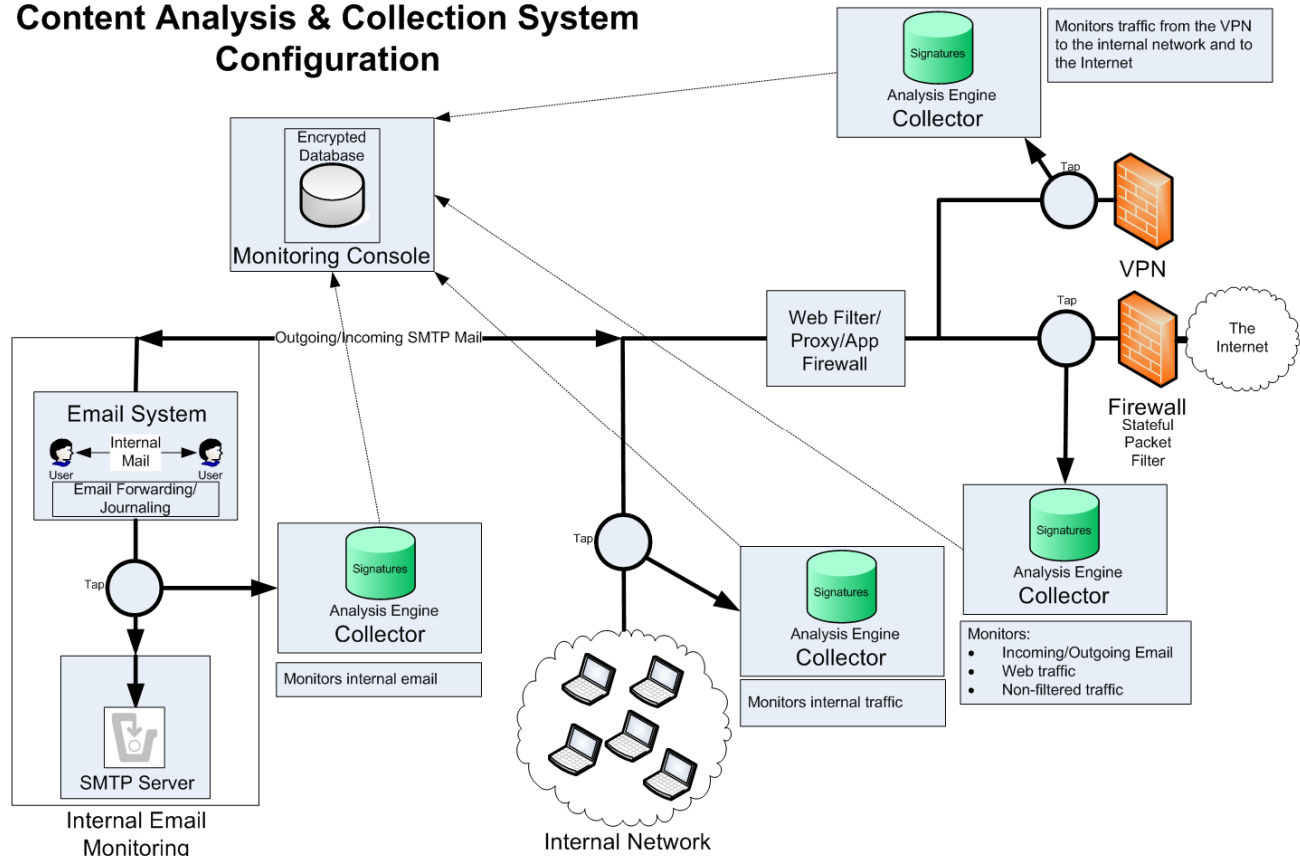 Content Analysis & Collection System
Configuration
Signatures
Analysis Engine
Collector
Monitors traffic from the VPN
to the internal network and to
the Internet
Encrypted
Database
Monitoring Console
Tap
VPN
Outgoing/Incoming SMTP Mail
Web Filter/
Proxy/App
Firewall
Tap
The
Internet
Firewall
Stateful
Packet
Filter
Email System
Internal
Mail
User
User
Email Forwarding/
Journaling
Tap
Signatures
Analysis Engine
Collector
Monitors internal email
SMTP Server
Internal Email
Monitoring
Tap
Internal Network
Signatures
Analysis Engine
Collector
Monitors internal traffic
Signatures
Analysis Engine
Collector
Monitors:
• Incoming/Outgoing Email
• Web traffic
• Non-filtered traffic